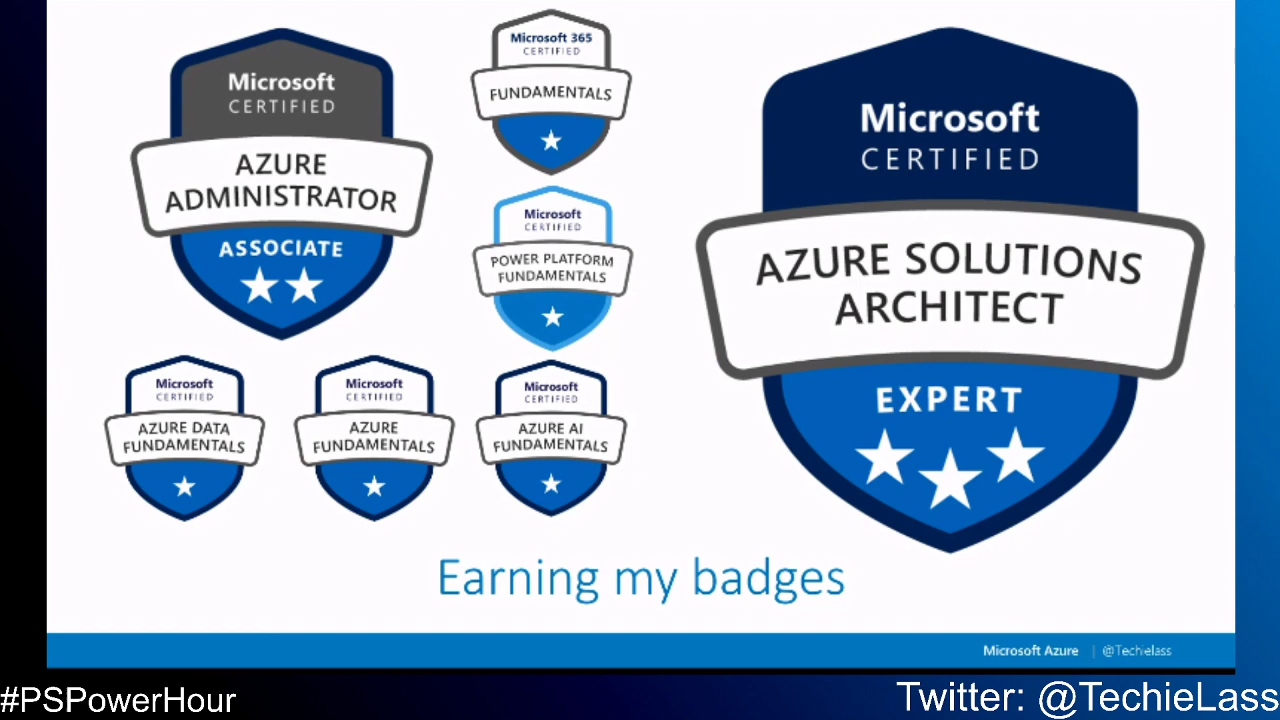 Microsoft
CERTIFIED
AZURE
ADMINISTRATOR
ASSOCIATE
Microsoft 365
CERTIFIED
FUNDAMENTALS
Microsoft
CERTIFIED
POWER PLATFORM
FUNDAMENTALS
Microsoft
CERTIFIED
AZURE DATA
FUNDAMENTALS
Microsoft
CERTIFIED
AZURE
FUNDAMENTALS
Microsoft
CERTIFIED
AZURE AI
FUNDAMENTALS
Microsoft
CERTIFIED
AZURE SOLUTIONS
ARCHITECT
EXPERT
Earning my badges
Microsoft Azure | @Techielass
#PSPowerHour
Twitter: @TechieLass